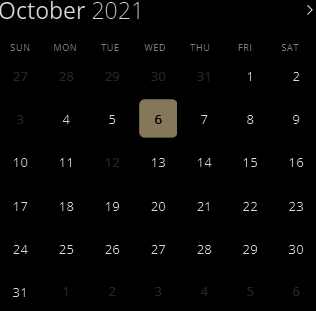 October 2021 >
SUN MON TUE WED THU FRI SAT
27 28 29 30 31 1 2
3 4 5 6 7 8 9
10 11 12 13 14 15 16
17 18 19 20 21 22 23
24 25 26 27 28 29 30
31 1 2 3 4 5 6